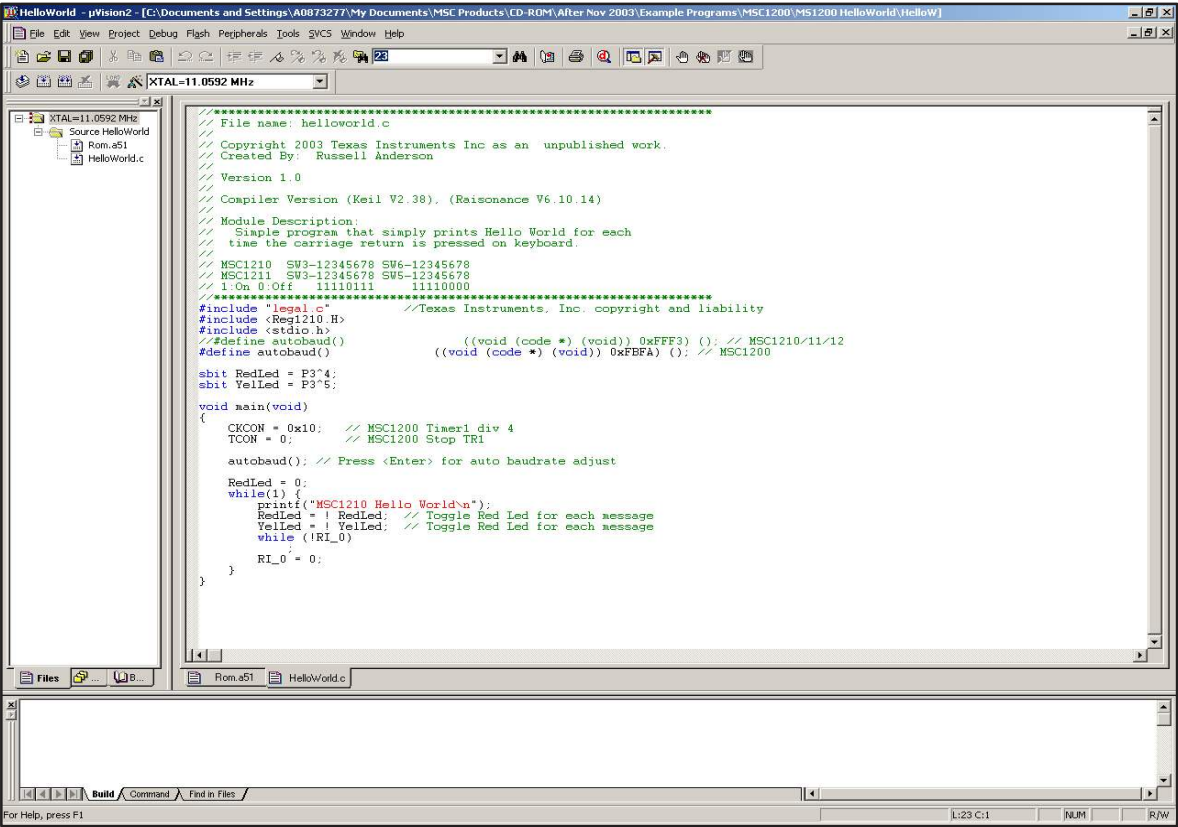 HelloWorld - µVision2 - [C:\Documents and Settings\A0873277\My Documents\MSC Products\CD-ROM\After Nov 2003\Example Programs\MSC1200\MS1200 HelloWorld\HelloW]
File Edit View Project Debug Flash Peripherals Tools SVCS Window Help
23
XTAL=11.0592 MHz
XTAL=11.0592 MHz
Source HelloWorld
Rom.a51
HelloWorld.c
//********************************************************************
// File name: helloworld.c
//
// Copyright 2003 Texas Instruments Inc as an  unpublished work.
// Created By:  Russell Anderson
//
// Version 1.0
//
// Compiler Version (Keil V2.38), (Raisonance V6.10.14)
//
// Module Description:
//   Simple program that simply prints Hello World for each
//  time the carriage return is pressed on keyboard.
//
// MSC1210  SW3-12345678 SW6-12345678
// MSC1211  SW3-12345678 SW5-12345678
// 1:On 0:Off   11110111     11110000
//********************************************************************
#include "legal.c"          //Texas Instruments, Inc. copyright and liability
#include <Reg1210.H>
#include <stdio.h>
//#define autobaud()                ((void (code *) (void)) 0xFFF3) (); // MSC1210/11/12
#define autobaud()              ((void (code *) (void)) 0xFBFA) (); // MSC1200
sbit RedLed = P3^4;
sbit YelLed = P3^5;
void main(void)
{
    CKCON = 0x10;   // MSC1200 Timer1 div 4
    TCON = 0;       // MSC1200 Stop TR1
    autobaud(); // Press <Enter> for auto baudrate adjust
    RedLed = 0;
    while(1) {
        printf("MSC1210 Hello World\n");
        RedLed = ! RedLed;  // Toggle Red Led for each message
        YelLed = ! YelLed;  // Toggle Red Led for each message
        while (!RI_0)
            ;
        RI_0 = 0;
    }
}
Files ... B...
Rom.a51 HelloWorld.c
Build Command Find in Files
For Help, press F1
L:23 C:1 NUM R/W